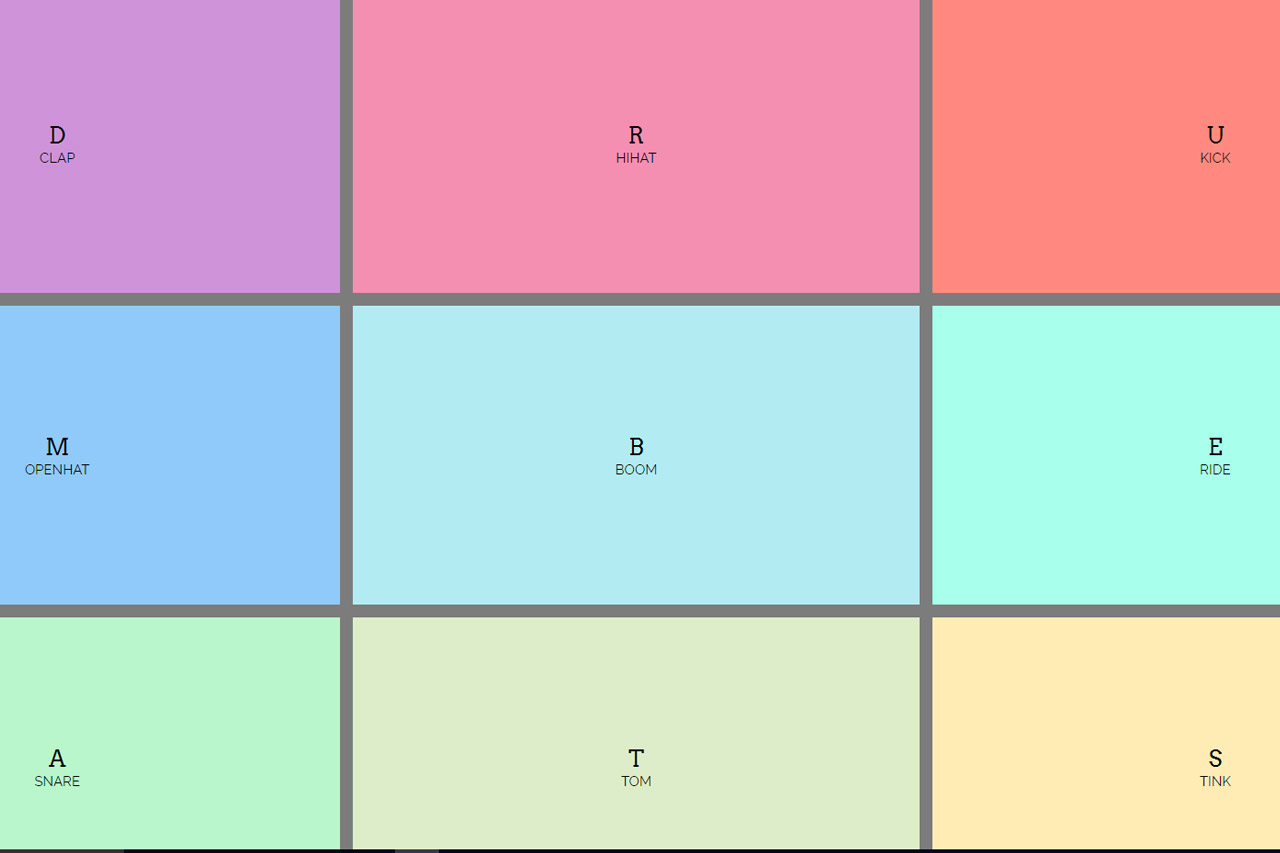 D
CLAP
R
HIHAT
U
KICK
M
OPENHAT
B
BOOM
E
RIDE
A
SNARE
T
TOM
S
TINK